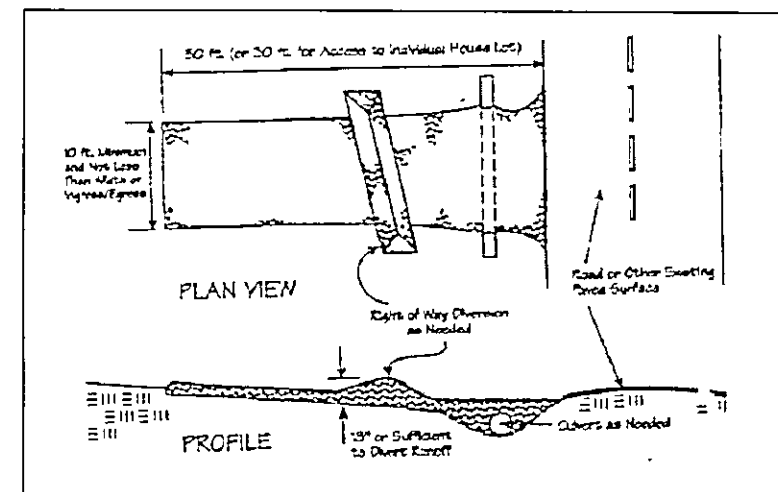 50 ft. (or 30 ft. for Access to Individual House Lot)
10 ft. Minimum
and Not Less
Than Width of
Ingress/Egress
PLAN VIEW
Right of Way Diversion
as Needed
Road or Other Existing
Paved Surface
18" or Sufficient
to Divert Runoff
Culvert as Needed
PROFILE